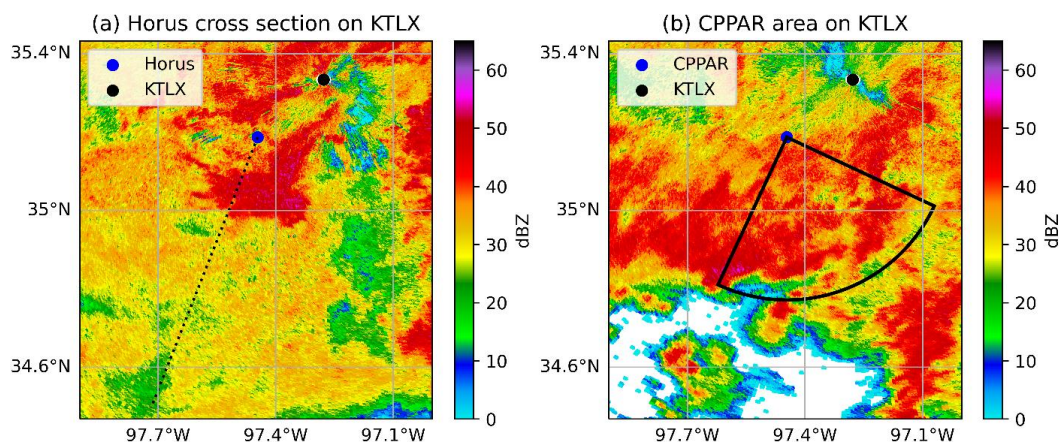 (a) Horus cross section on KTLX
35.4°N
35°N
34.6°N
97.7°W
97.4°W
97.1°W
Horus
KTLX
60
50
40
30
20
10
0
dBZ
(b) CPPAR area on KTLX
35.4°N
35°N
34.6°N
97.7°W
97.4°W
97.1°W
CPPAR
KTLX
60
50
40
30
20
10
0
dBZ